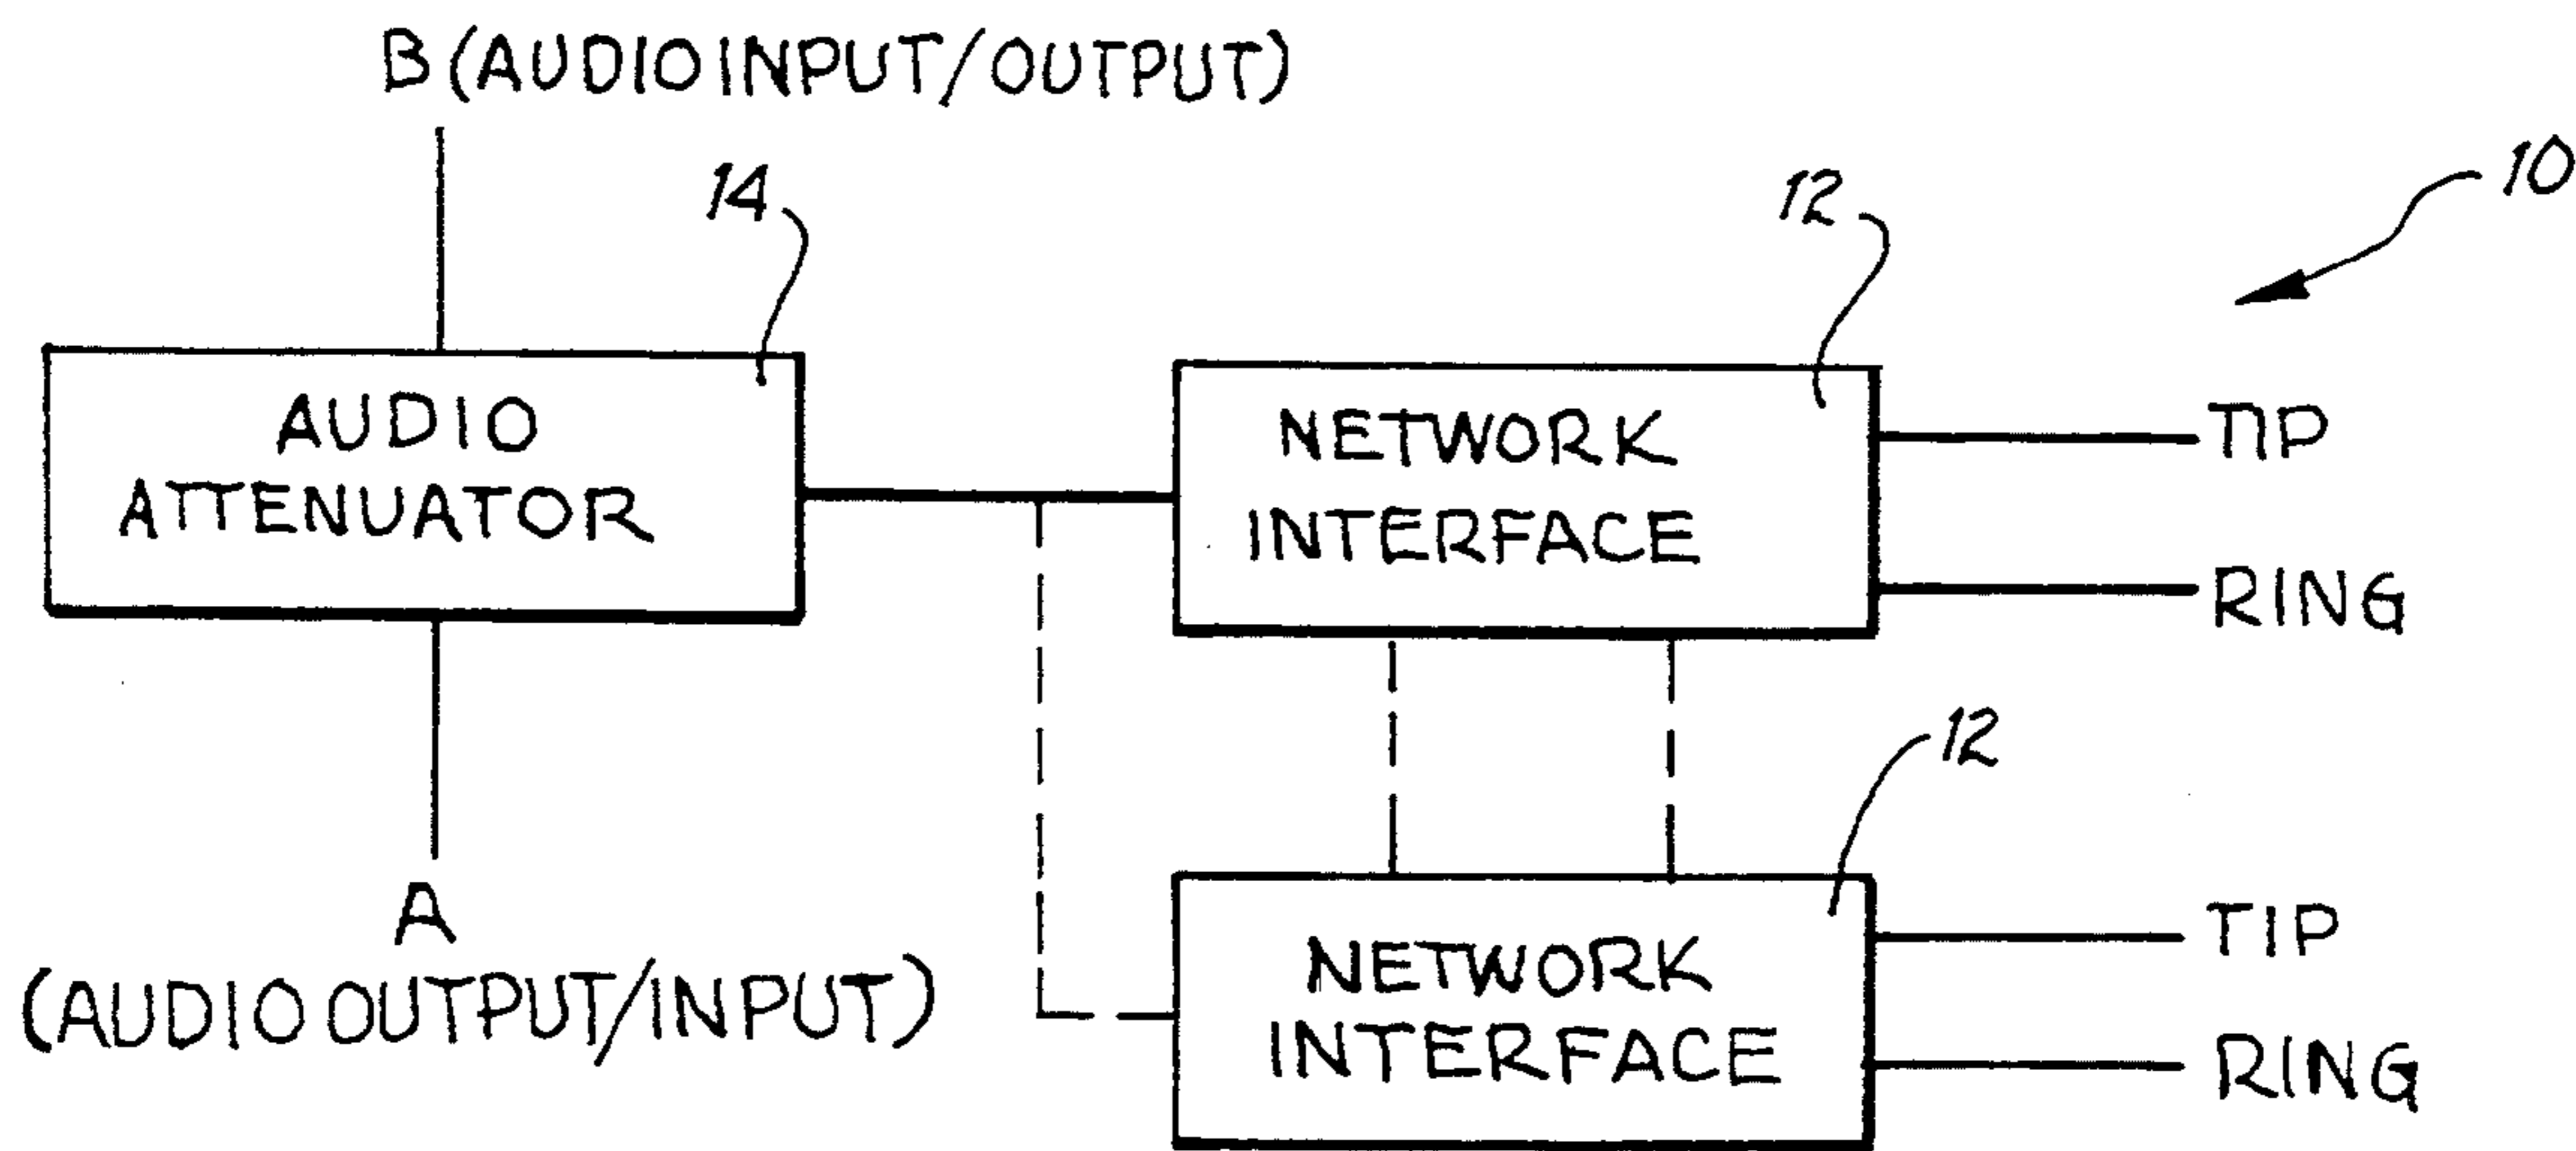 B (AUDIO INPUT/OUTPUT)
14
12
10
AUDIO
ATTENUATOR
NETWORK
INTERFACE
TIP
RING
12
A
(AUDIO OUTPUT/INPUT)
NETWORK
INTERFACE
TIP
RING